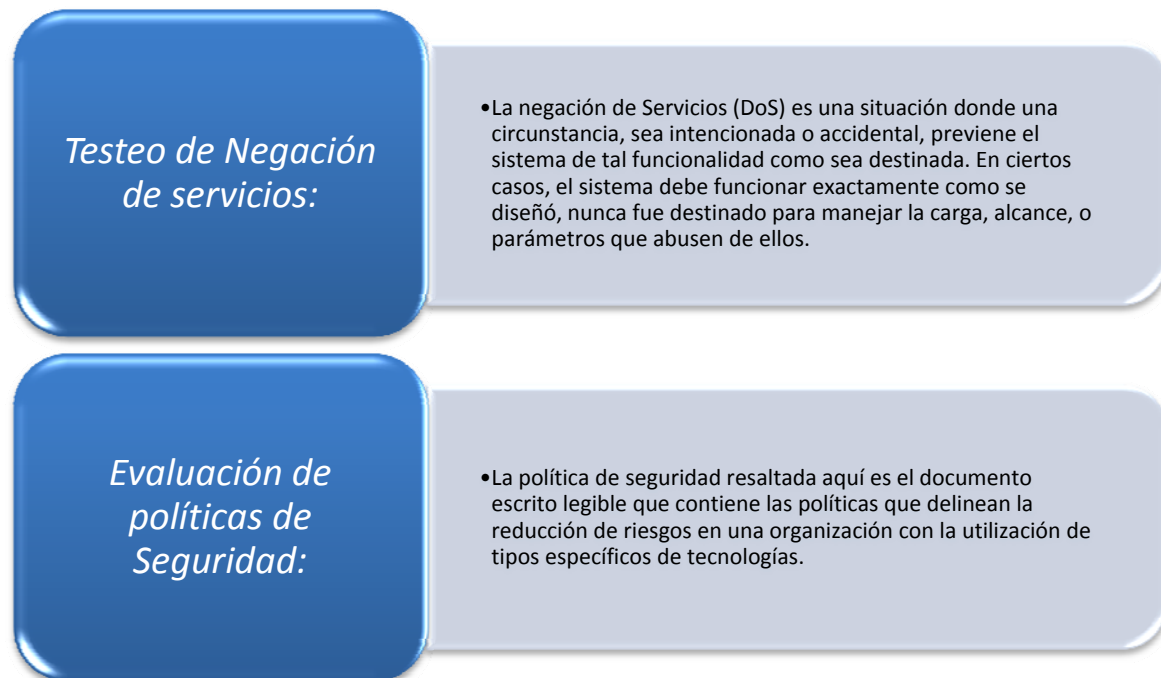 Testeo de Negación
de servicios:
•La negación de Servicios (DoS) es una situación donde una
circunstancia, sea intencionada o accidental, previene el
sistema de tal funcionalidad como sea destinada. En ciertos
casos, el sistema debe funcionar exactamente como se
diseñó, nunca fue destinado para manejar la carga, alcance, o
parámetros que abusen de ellos.
Evaluación de
políticas de
Seguridad:
•La política de seguridad resaltada aquí es el documento
escrito legible que contiene las políticas que delinean la
reducción de riesgos en una organización con la utilización de
tipos específicos de tecnologías.